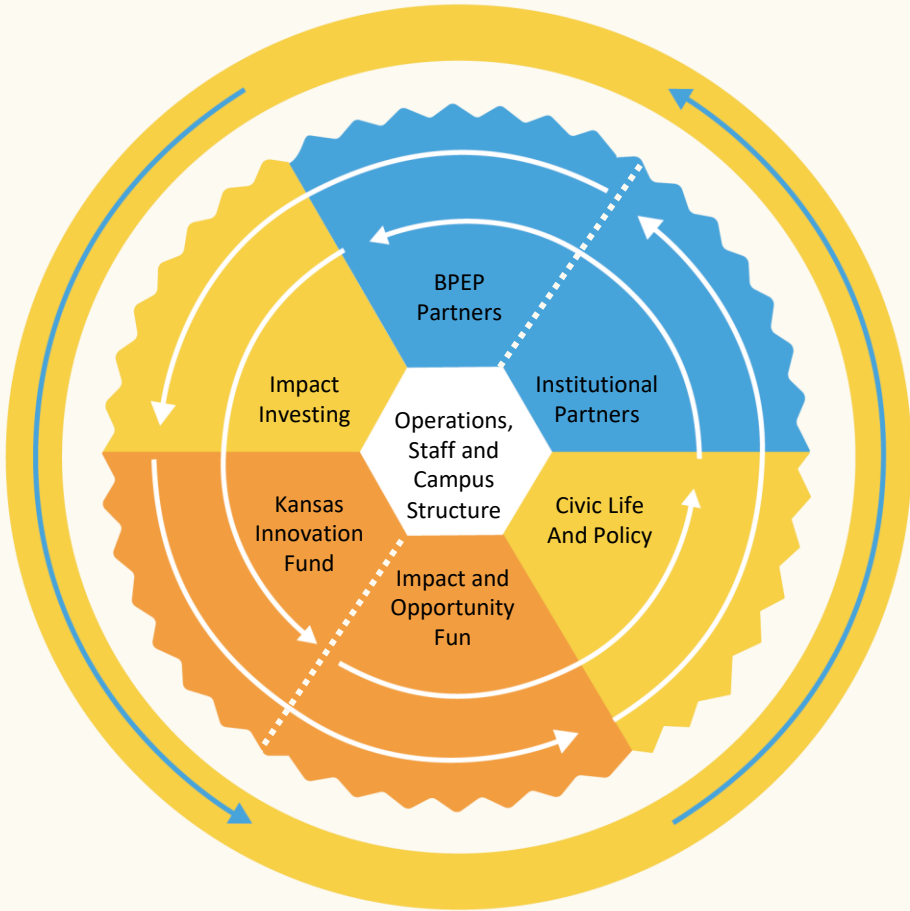 BPEP
Partners
Impact
Investing
Institutional
Partners
Operations,
Staff and
Campus
Structure
Kansas
Innovation
Fund
Civic Life
And Policy
Impact and
Opportunity
Fun